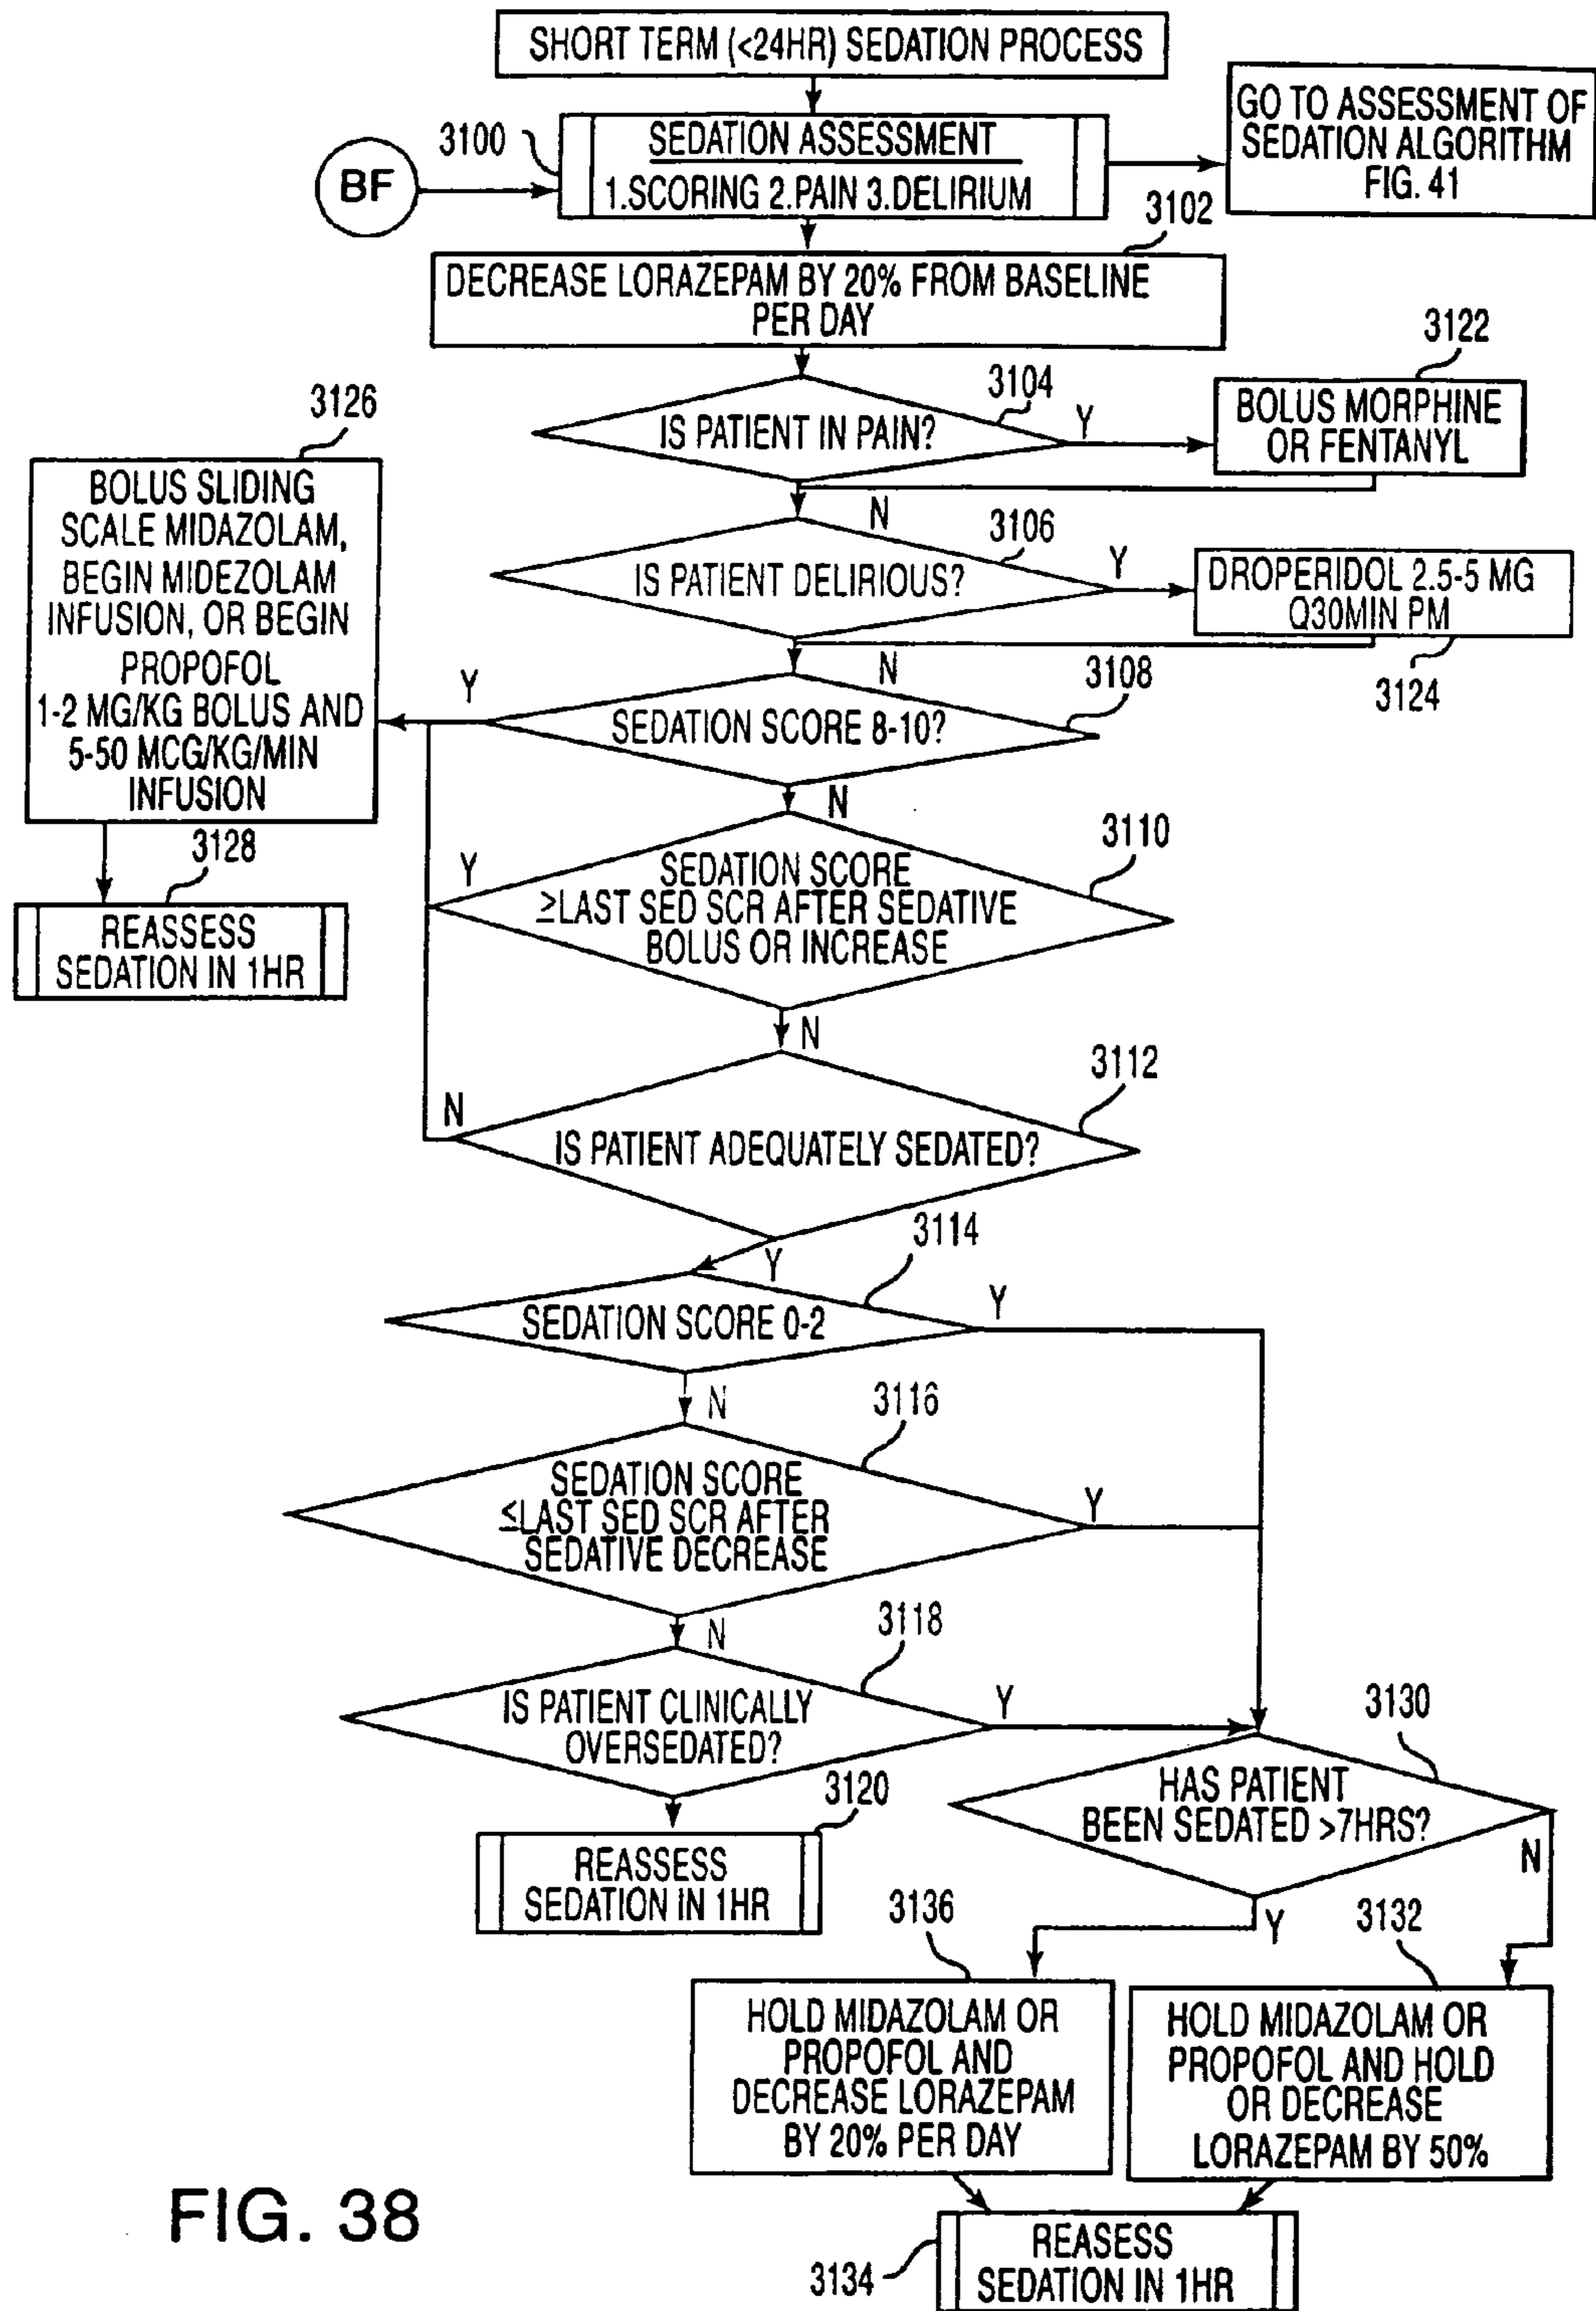 SHORT TERM (<24HR) SEDATION PROCESS
GO TO ASSESSMENT OF
SEDATION ALGORITHM
FIG. 41
3100
SEDATION ASSESSMENT
1.SCORING 2.PAIN 3.DELIRIUM
BF
3102
DECREASE LORAZEPAM BY 20% FROM BASELINE
PER DAY
3104
IS PATIENT IN PAIN?
Y
N
3122
BOLUS MORPHINE
OR FENTANYL
3106
IS PATIENT DELIRIOUS?
Y
N
DROPERIDOL 2.5-5 MG
Q30MIN PM
3124
3126
BOLUS SLIDING
SCALE MIDAZOLAM,
BEGIN MIDEZOLAM
INFUSION, OR BEGIN
PROPOFOL
1-2 MG/KG BOLUS AND
5-50 MCG/KG/MIN
INFUSION
3128
REASSESS
SEDATION IN 1HR
3108
Y
SEDATION SCORE 8-10?
N
3110
Y
SEDATION SCORE
≥LAST SED SCR AFTER SEDATIVE
BOLUS OR INCREASE
N
3112
N
IS PATIENT ADEQUATELY SEDATED?
Y
3114
SEDATION SCORE 0-2
Y
N
3116
SEDATION SCORE
≤LAST SED SCR AFTER
SEDATIVE DECREASE
Y
N
3118
IS PATIENT CLINICALLY
OVERSEDATED?
Y
3120
REASSESS
SEDATION IN 1HR
3130
HAS PATIENT
BEEN SEDATED >7HRS?
N
Y
3136
HOLD MIDAZOLAM OR
PROPOFOL AND
DECREASE LORAZEPAM
BY 20% PER DAY
3132
HOLD MIDAZOLAM OR
PROPOFOL AND HOLD
OR DECREASE
LORAZEPAM BY 50%
3134
REASESS
SEDATION IN 1HR
FIG. 38